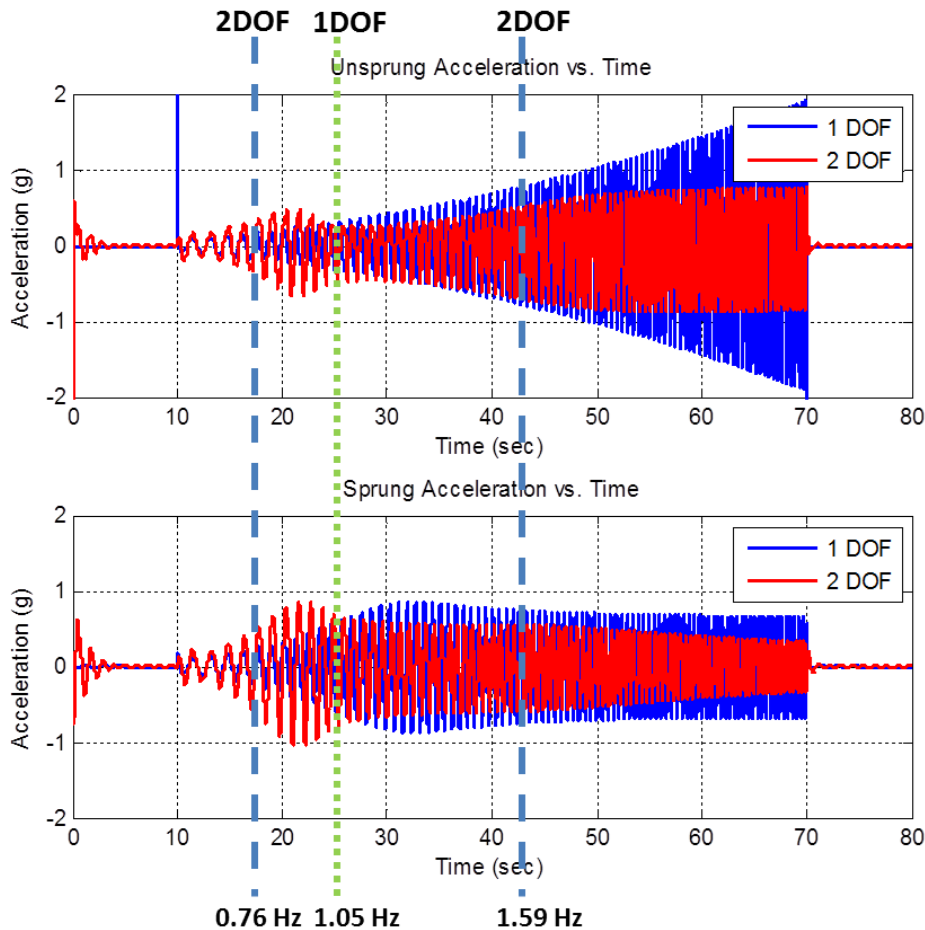 2DOF 1DOF 2DOF
Unsprung Acceleration vs. Time
2
1
0
-1
-2
Acceleration (g)
1 DOF
2 DOF
0 10 20 30 40 50 60 70 80
Time (sec)
Sprung Acceleration vs. Time
2
1
0
-1
-2
Acceleration (g)
1 DOF
2 DOF
0 10 20 30 40 50 60 70 80
Time (sec)
0.76 Hz 1.05 Hz 1.59 Hz